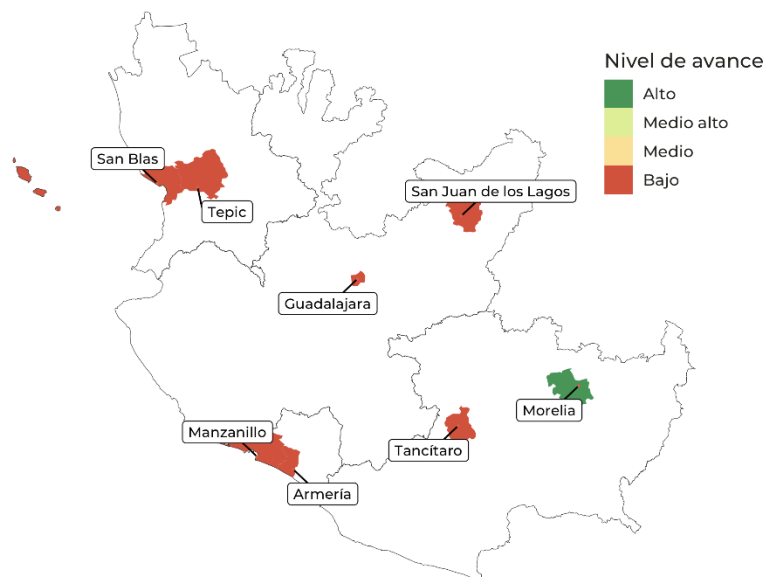 Nivel de avance
Alto
Medio alto
Medio
Bajo
San Blas
Tepic
San Juan de los Lagos
Guadalajara
Morelia
Manzanillo
Tancítaro
Armería